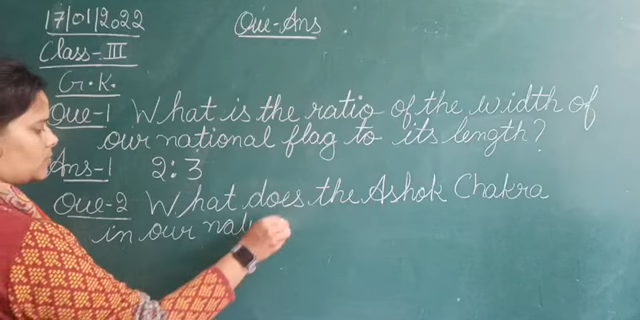 17/01/2022
Que-Ans
Class-III
G.K.
Que-1 What is the ratio of the width of
our national flag to its length?
Ans-1 2:3
Que-2 What does the Ashok Chakra
in our nati